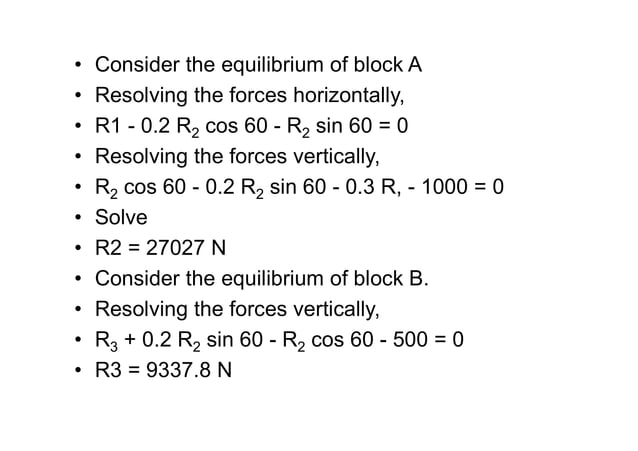 • Consider the equilibrium of block A
• Resolving the forces horizontally,
• R1 - 0.2 R₂ cos 60 - R₂ sin 60 = 0
• Resolving the forces vertically,
• R₂ cos 60 - 0.2 R₂ sin 60 - 0.3 R, - 1000 = 0
• Solve
• R2 = 27027 N
• Consider the equilibrium of block B.
• Resolving the forces vertically,
• R₃ + 0.2 R₂ sin 60 - R₂ cos 60 - 500 = 0
• R3 = 9337.8 N